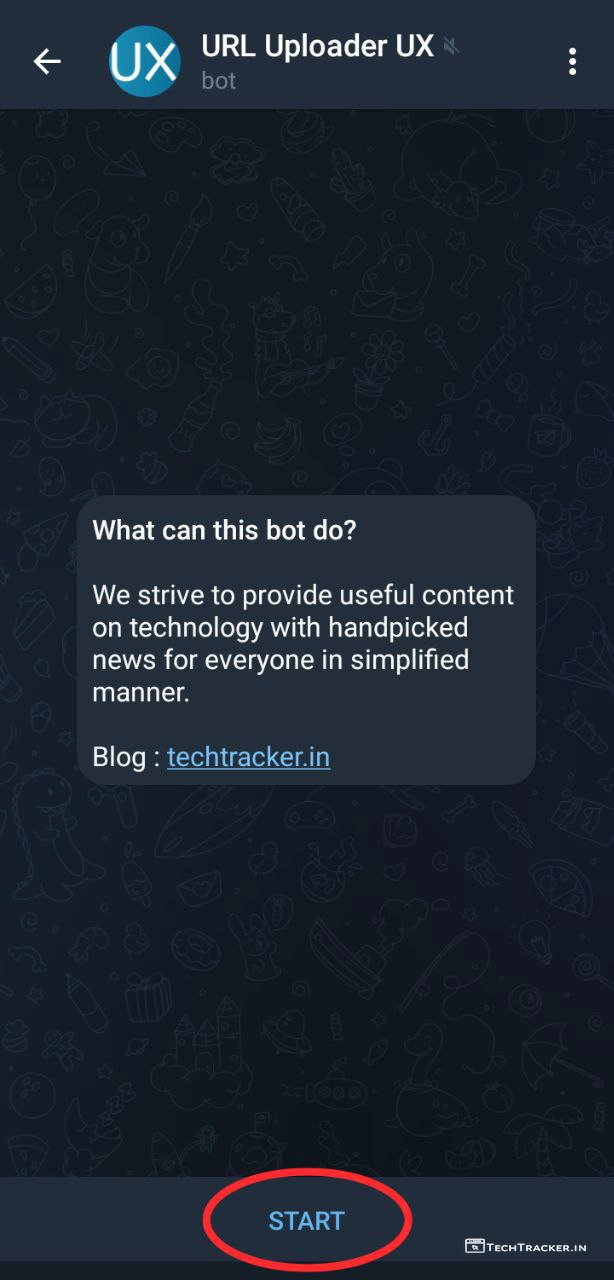 UX
URL Uploader UX
bot
What can this bot do?
We strive to provide useful content
on technology with handpicked
news for everyone in simplified
manner.
Blog : techtracker.in
START
TECHTRACKER.IN